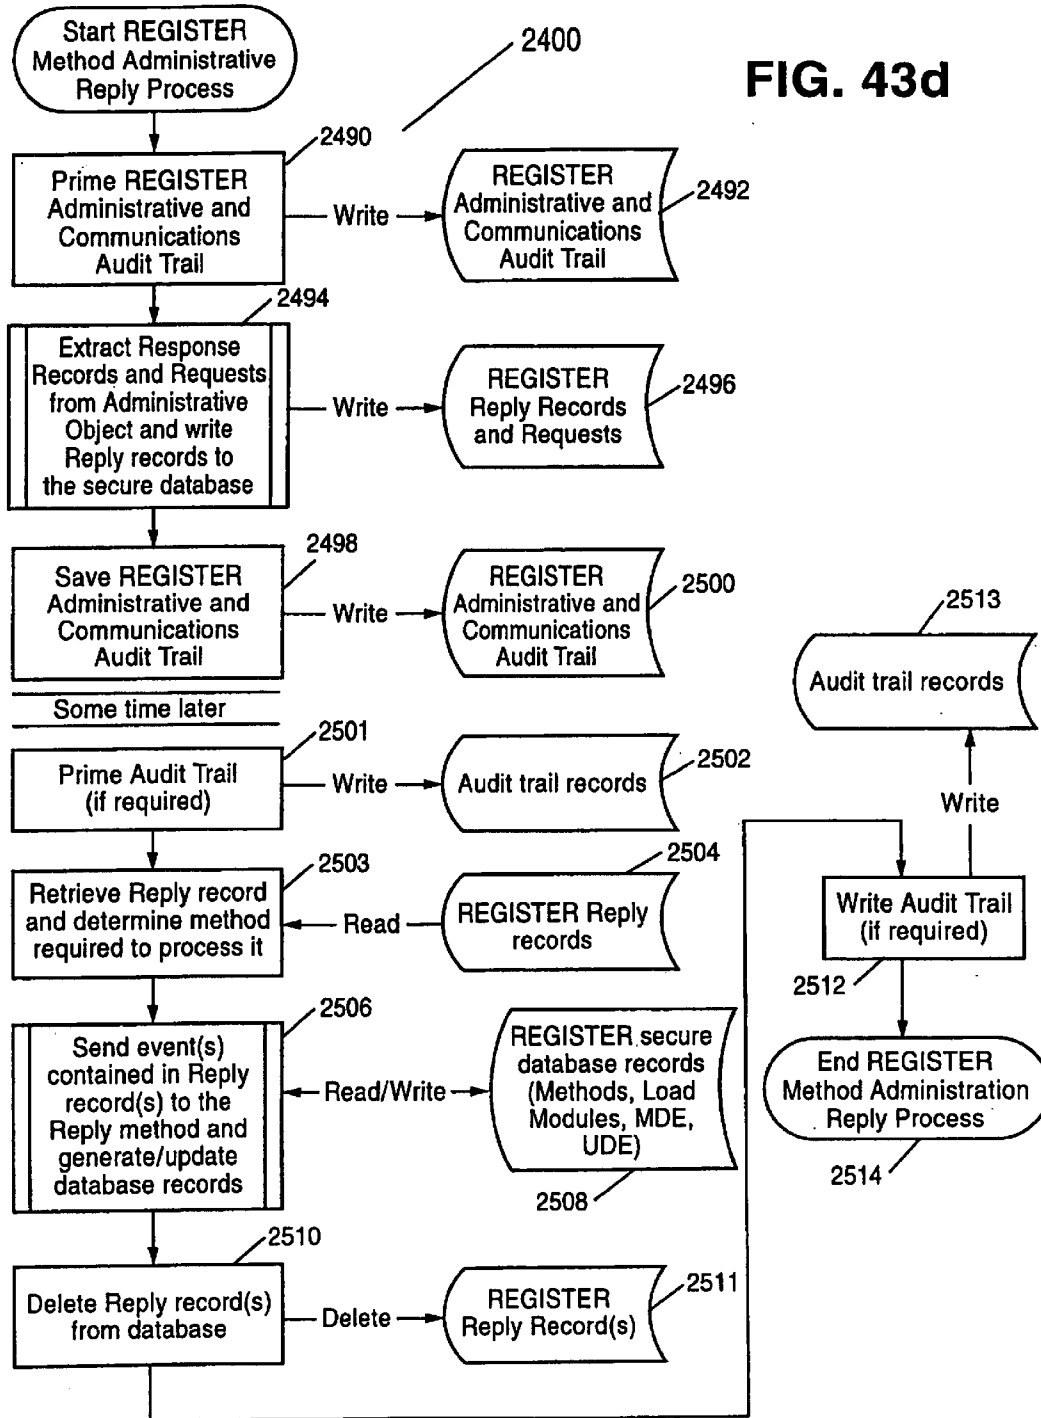 Start REGISTER
Method Administrative
Reply Process
2400
FIG. 43d
2490
Prime REGISTER
Administrative and
Communications
Audit Trail
Write
REGISTER
Administrative and
Communications
Audit Trail
2492
2494
Extract Response
Records and Requests
from Administrative
Object and write
Reply records to
the secure database
Write
REGISTER
Reply Records
and Requests
2496
2498
Save REGISTER
Administrative and
Communications
Audit Trail
Write
REGISTER
Administrative and
Communications
Audit Trail
2500
Some time later
2501
Prime Audit Trail
(if required)
Write
Audit trail records
2502
2503
Retrieve Reply record
and determine method
required to process it
Read
REGISTER Reply
records
2504
2506
Send event(s)
contained in Reply
record(s) to the
Reply method and
generate/update
database records
Read/Write
REGISTER secure
database records
(Methods, Load
Modules, MDE,
UDE)
2508
2510
Delete Reply record(s)
from database
Delete
REGISTER
Reply Record(s)
2511
2513
Audit trail records
Write
Write Audit Trail
(if required)
2512
End REGISTER
Method Administration
Reply Process
2514